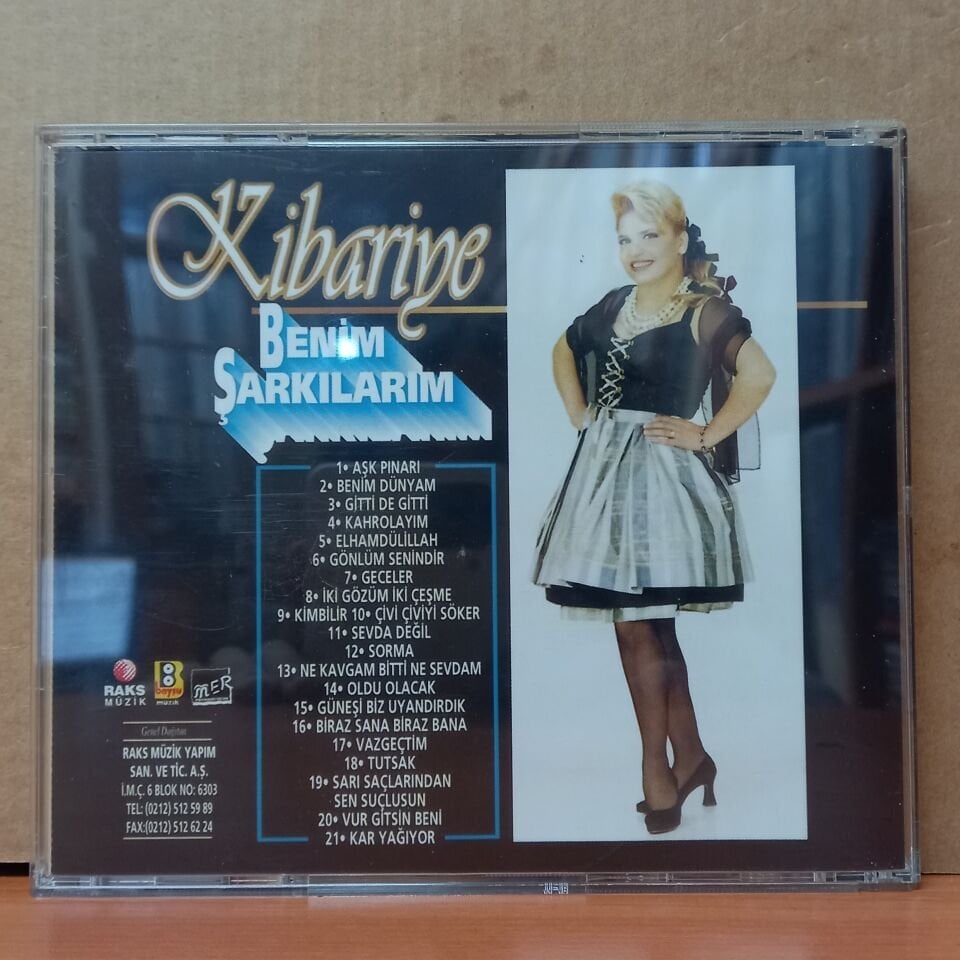 Kibariye
BENİM
ŞARKILARIM
1• AŞK PINARI
2• BENİM DÜNYAM
3• GİTTİ DE GİTTİ
4• KAHROLAYIM
5• ELHAMDÜLİLLAH
6• GÖNLÜM SENİNDİR
7• GECELER
8• İKİ GÖZÜM İKİ ÇEŞME
9• KİMBİLİR 10• ÇİVİ ÇİVİYİ SÖKER
11• SEVDA DEĞİL
12• SORMA
13• NE KAVGAM BİTTİ NE SEVDAM
14• OLDU OLACAK
15• GÜNEŞİ BİZ UYANDIRDIK
16• BİRAZ SANA BİRAZ BANA
17• VAZGEÇTİM
18• TUTSAK
19• SARI SAÇLARINDAN
SEN SUÇLUSUN
20• VUR GİTSİN BENİ
21• KAR YAĞIYOR
RAKS
MÜZİK
baysu
MÜZİK
MER
Genel Dağıtım
RAKS MÜZİK YAPIM
SAN. VE TİC. A.Ş.
İ.M.Ç. 6 BLOK NO: 6303
TEL: (0212) 512 59 89
FAX:(0212) 512 62 24